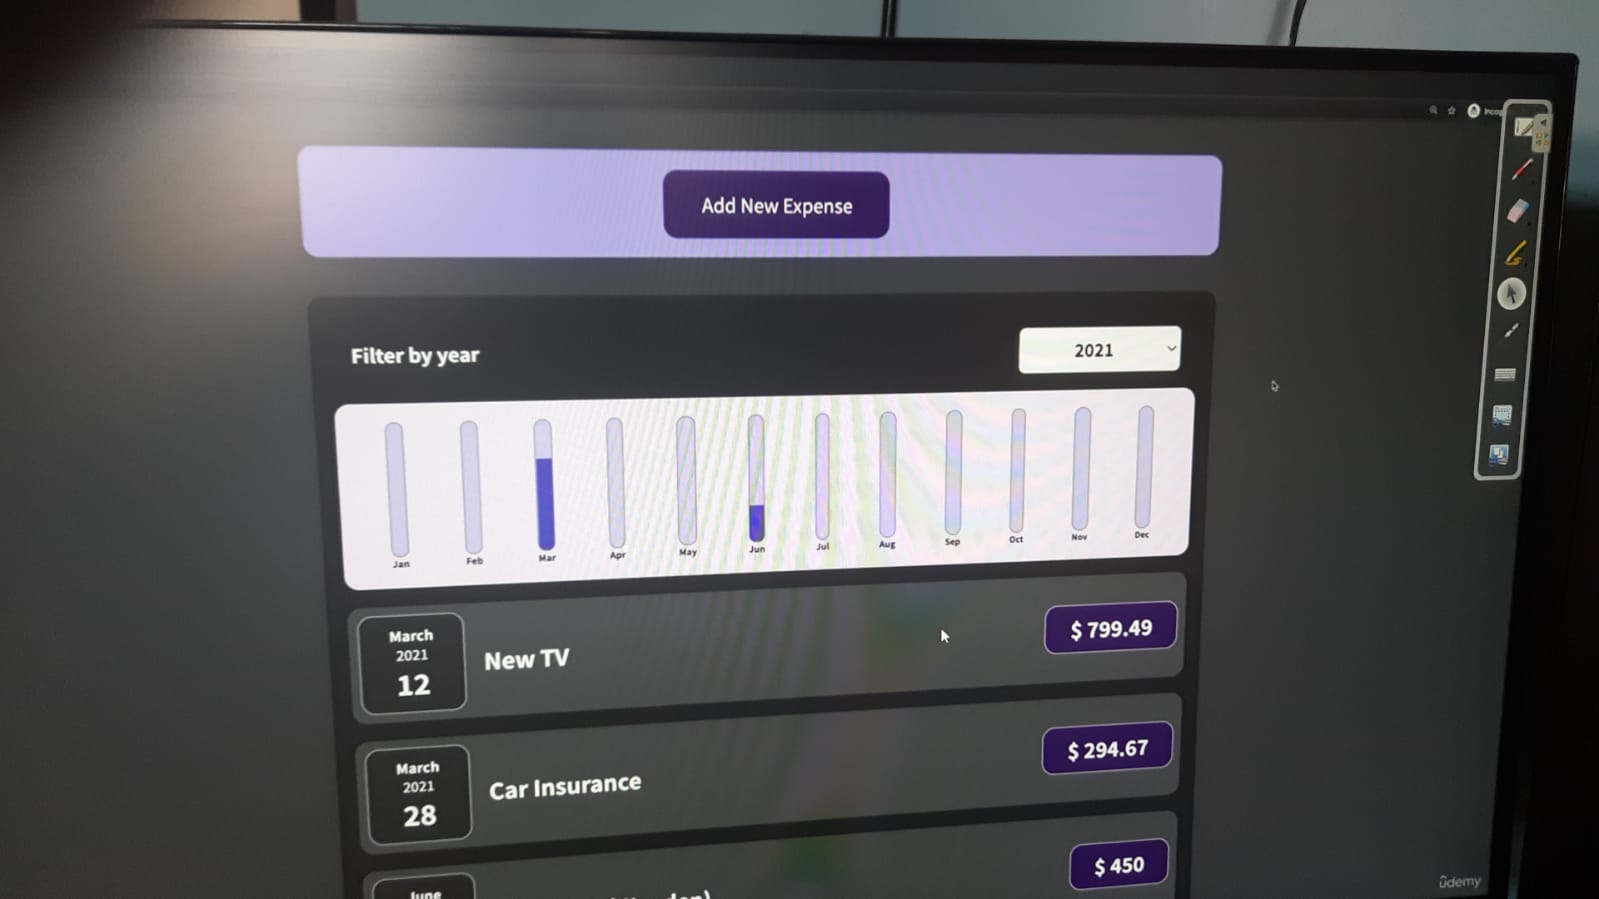 Incog
Add New Expense
Filter by year
2021
Jan
Feb
Mar
Apr
May
Jun
Jul
Aug
Sep
Oct
Nov
Dec
March
2021
12
New TV
$ 799.49
March
2021
28
Car Insurance
$ 294.67
June
$ 450
ûdemy